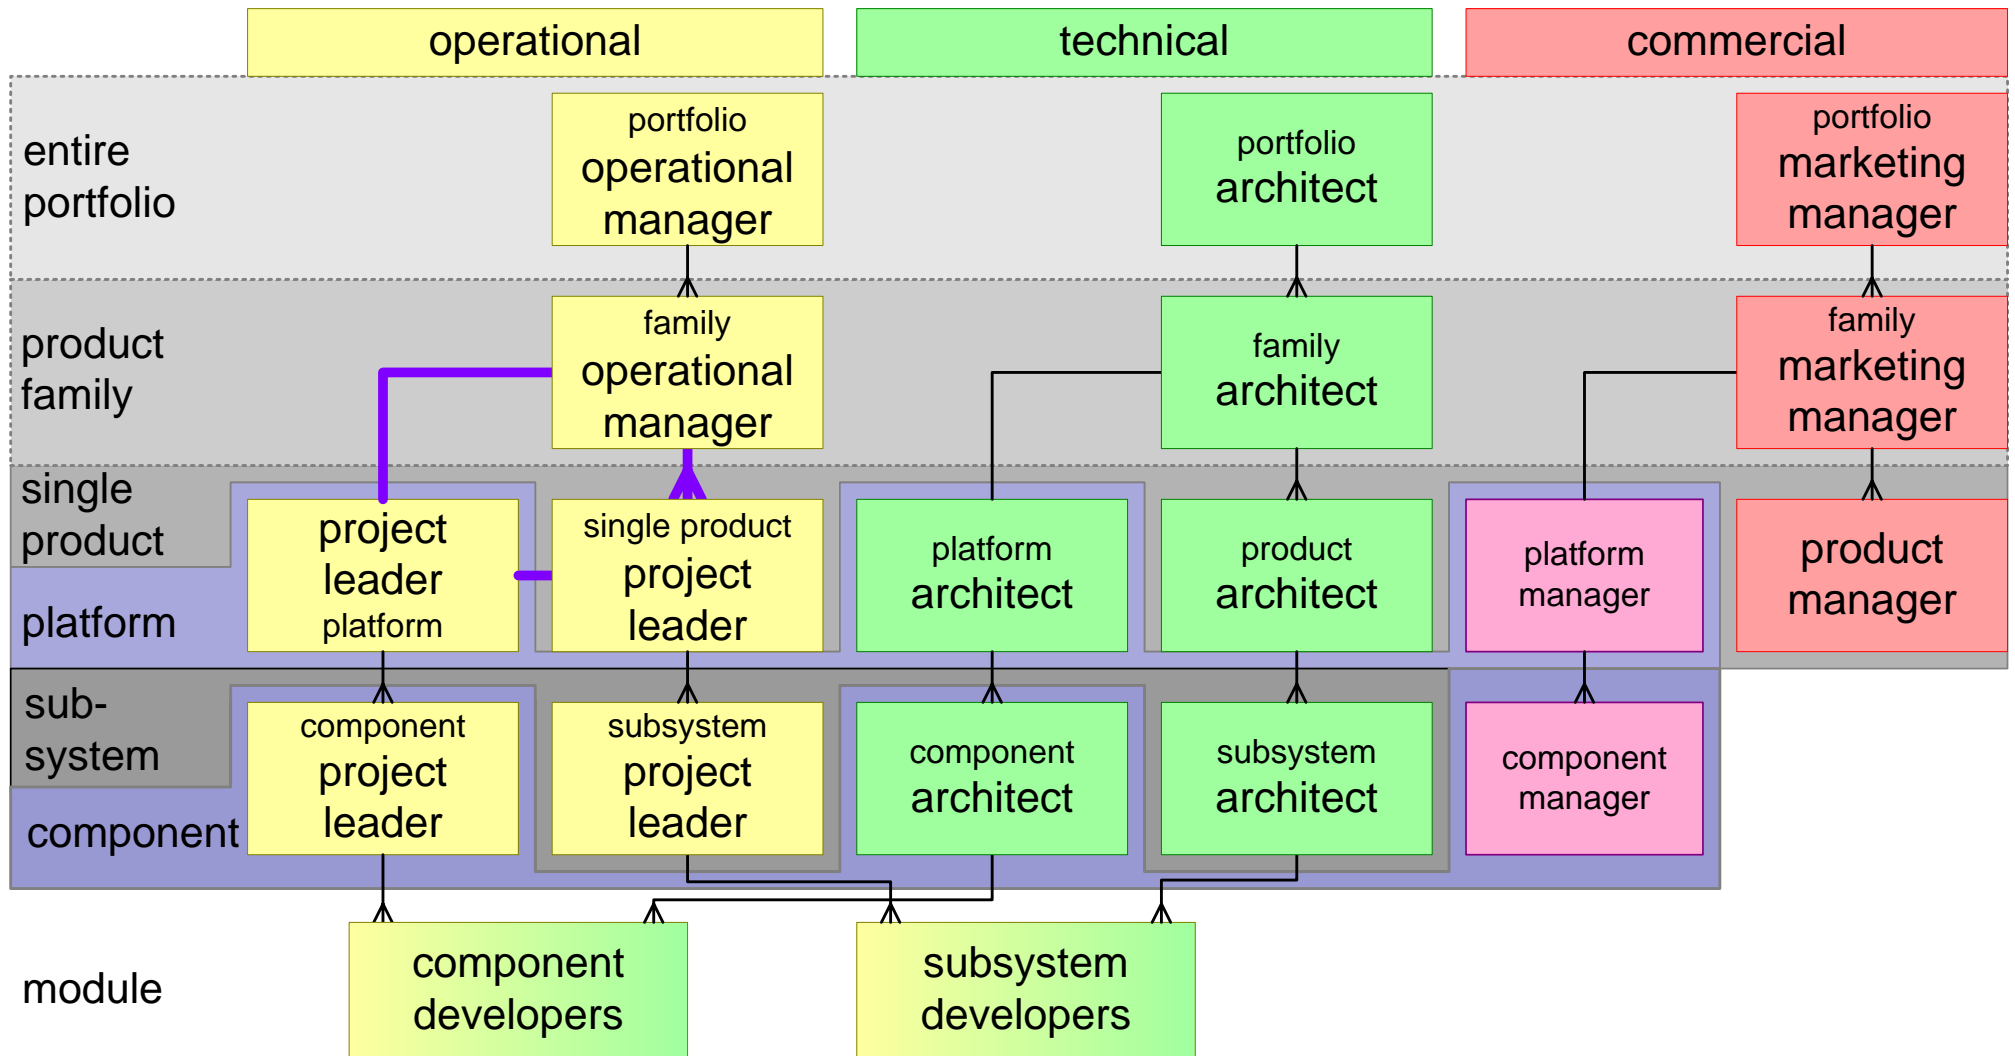 operational
technical
commercial
entire
portfolio
portfolio
operational
manager
portfolio
architect
portfolio
marketing
manager
product
family
family
operational
manager
family
architect
family
marketing
manager
single
product
platform
project
leader
platform
single product
project
leader
platform
architect
product
architect
platform
manager
product
manager
sub-
system
component
component
project
leader
subsystem
project
leader
component
architect
subsystem
architect
component
manager
module
component
developers
subsystem
developers